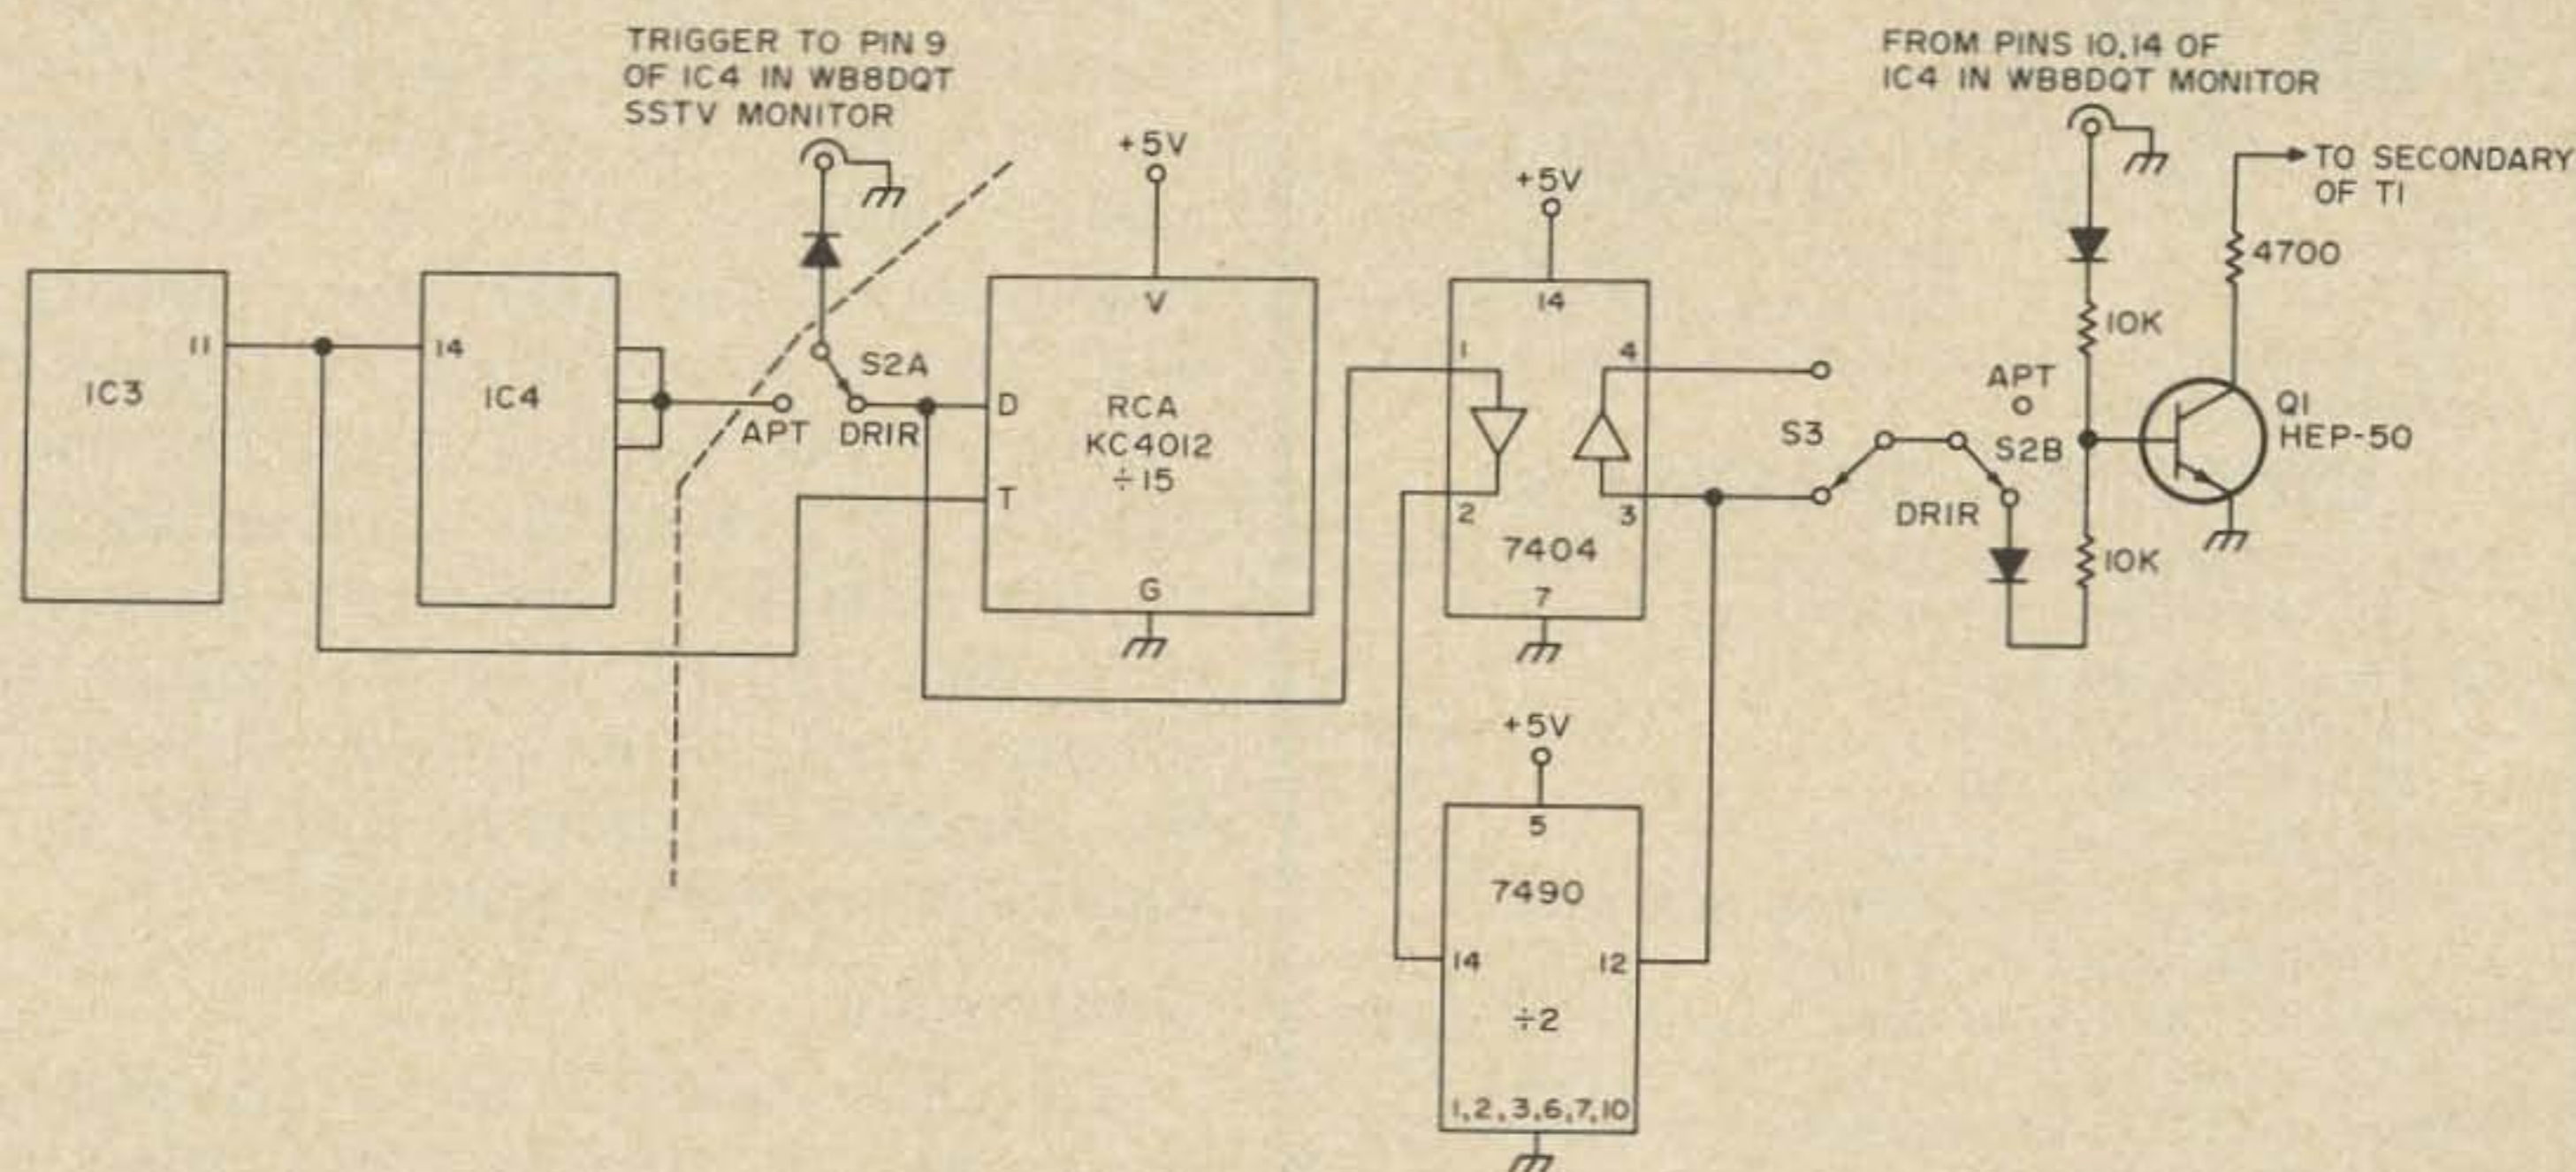 TRIGGER TO PIN 9
OF IC4 IN WB8DQT
SSTV MONITOR
FROM PINS 10,14 OF
IC4 IN WB8DQT MONITOR
TO SECONDARY
OF T1
+5V
+5V
4700
V
14
10K
11
14
1
4
IC3
IC4
S2A
APT
DRIR
D
RCA
KC4012
÷15
T
G
2
3
7404
7
S3
APT
S2B
DRIR
Q1
HEP-50
10K
+5V
5
7490
14
12
÷2
1,2,3,6,7,10